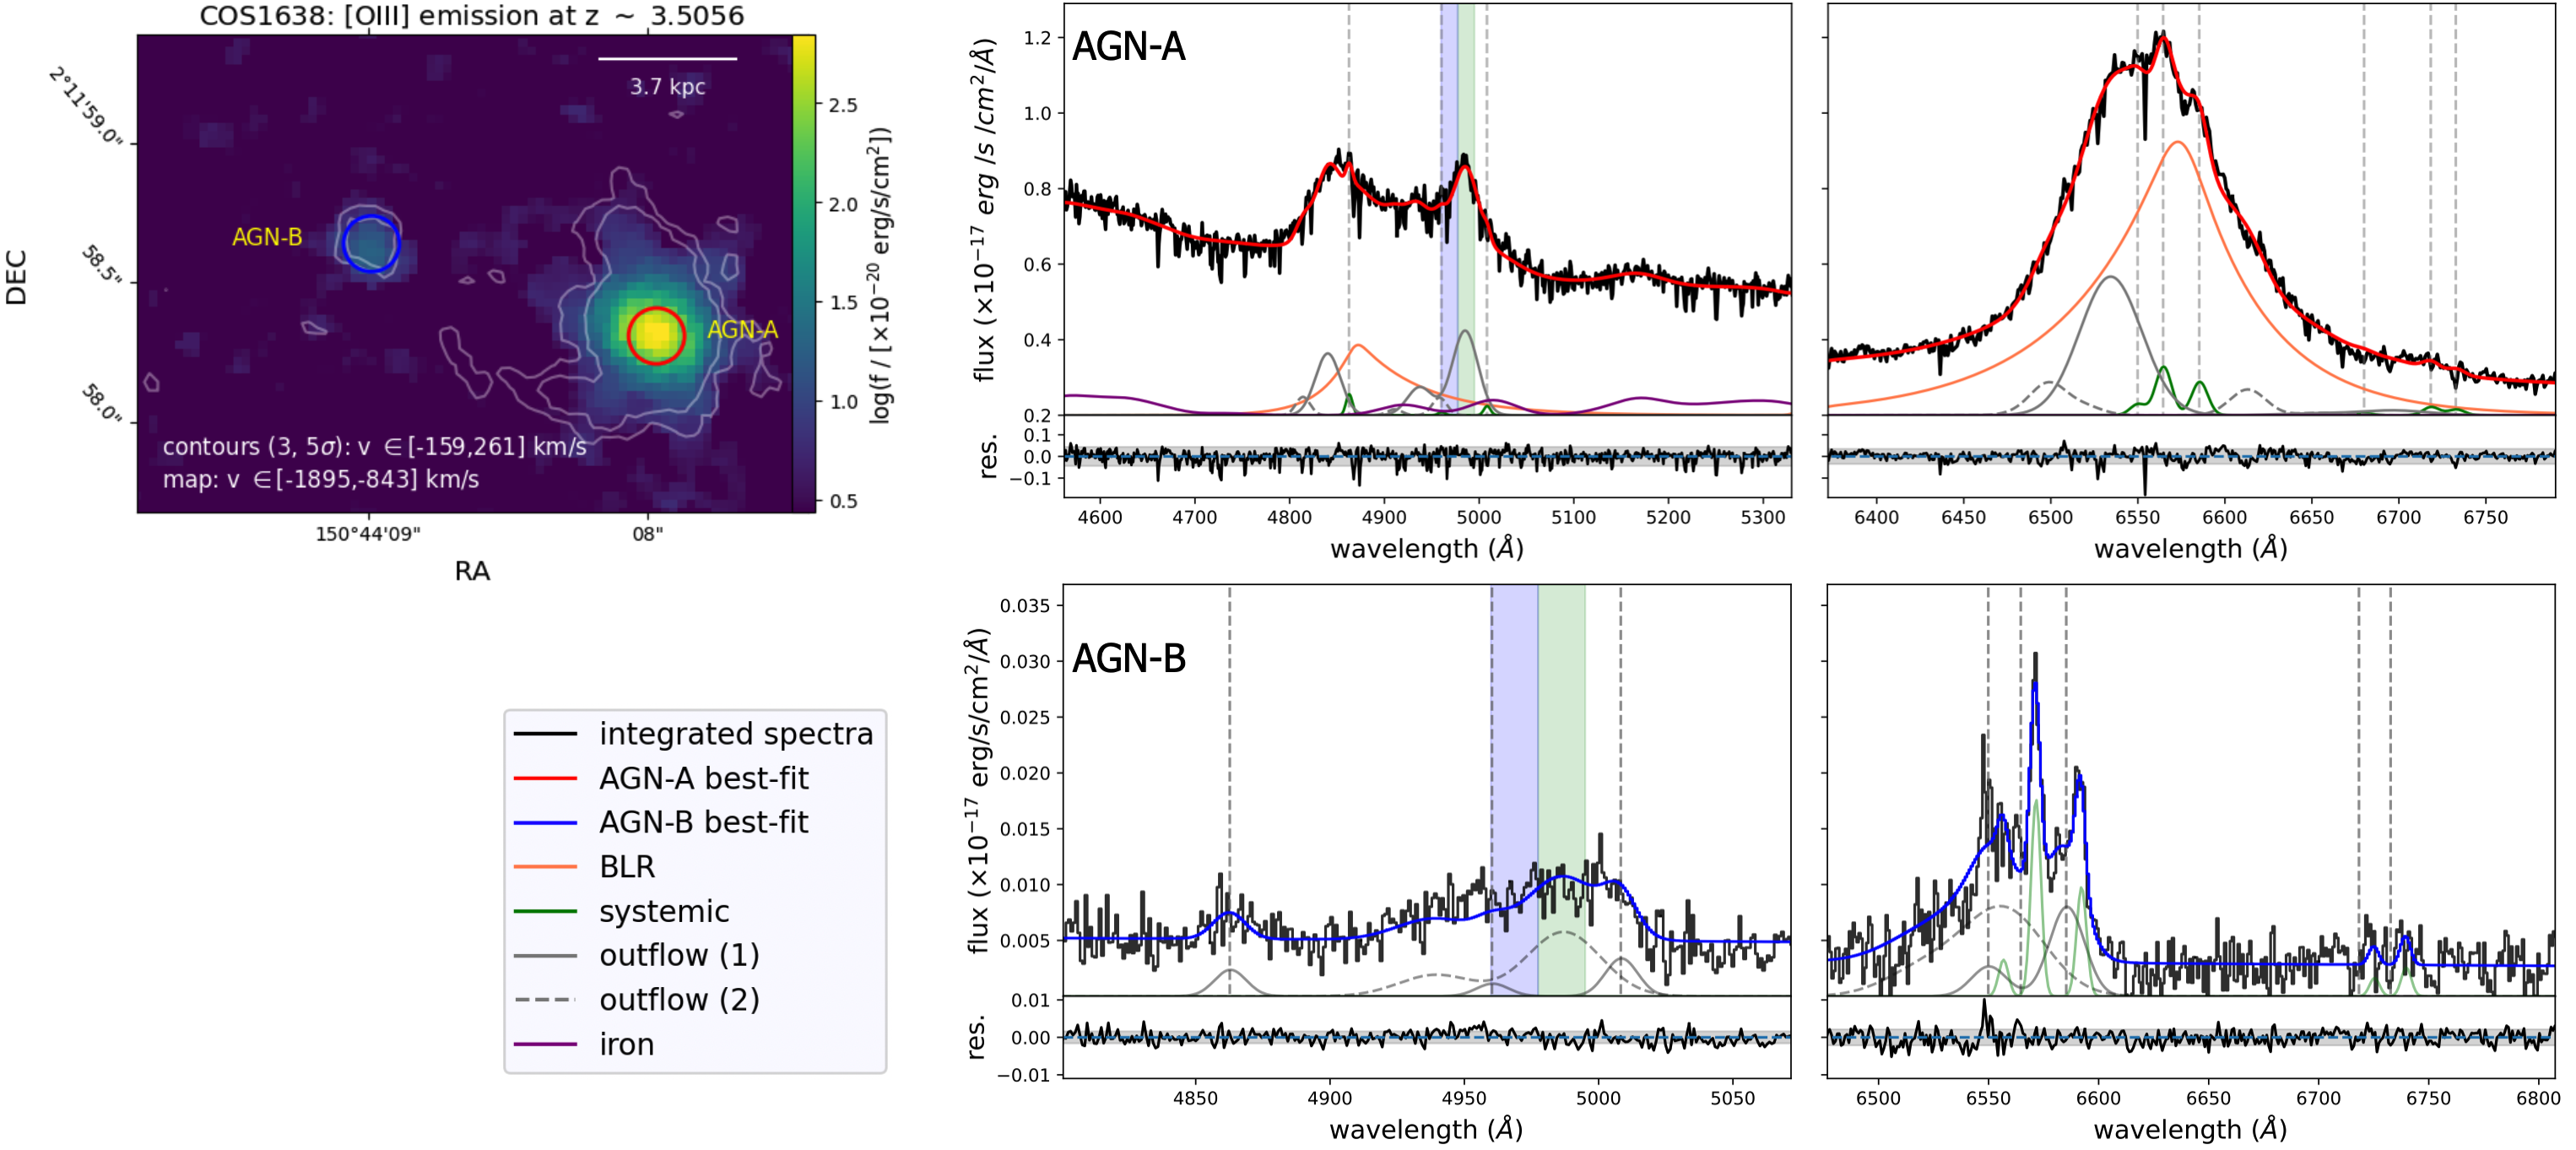 COS1638: [OIII] emission at z ~ 3.5056
3.7 kpc
AGN-B
AGN-A
contours (3, 5σ): v ∈[-159,261] km/s
map: v ∈[-1895,-843] km/s
2°11'59.0"
58.5"
58.0"
DEC
150°44'09"
08"
RA
2.5
2.0
1.5
1.0
0.5
log(f / [×10⁻²⁰ erg/s/cm²])
AGN-A
flux (×10⁻¹⁷ erg /s /cm²/Å)
1.2
1.0
0.8
0.6
0.4
0.2
res.
0.1
0.0
−0.1
4600 4700 4800 4900 5000 5100 5200 5300
wavelength (Å)
6400 6450 6500 6550 6600 6650 6700 6750
wavelength (Å)
AGN-B
flux (×10⁻¹⁷ erg/s/cm²/Å)
0.035
0.030
0.025
0.020
0.015
0.010
0.005
res.
0.01
0.00
−0.01
4850 4900 4950 5000 5050
wavelength (Å)
6500 6550 6600 6650 6700 6750 6800
wavelength (Å)
integrated spectra
AGN-A best-fit
AGN-B best-fit
BLR
systemic
outflow (1)
outflow (2)
iron